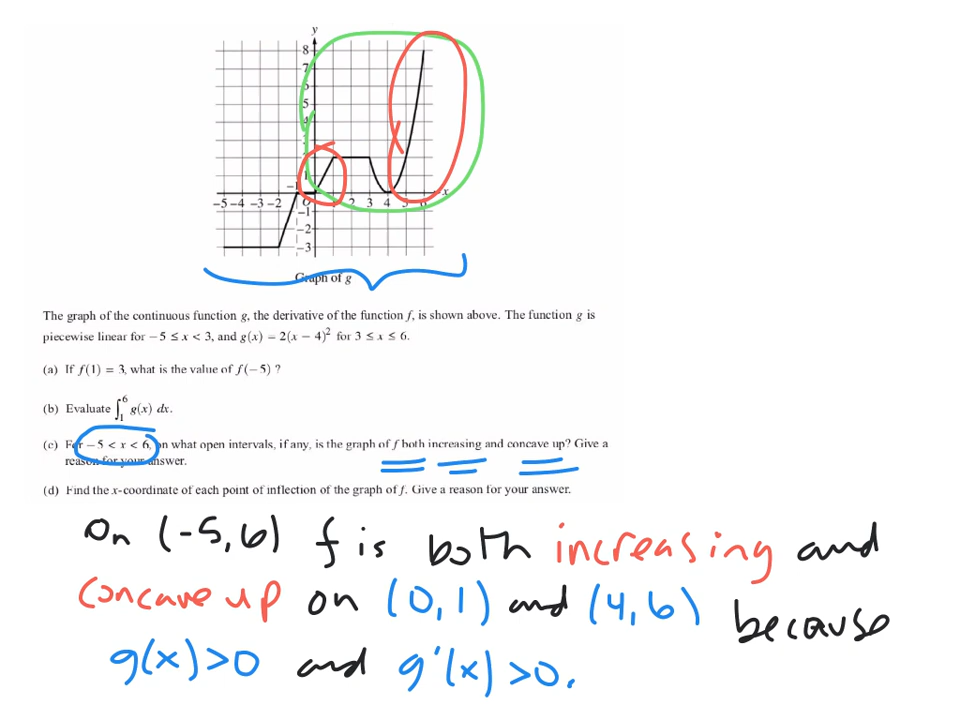 y
8
7
6
5
4
1
-1
-5 -4 -3 -2 O 2 3 4 5 6 x
-1
-2
-3
Graph of g
The graph of the continuous function g, the derivative of the function f, is shown above. The function g is
piecewise linear for −5 ≤ x < 3, and g(x) = 2(x − 4)² for 3 ≤ x ≤ 6.
(a) If f(1) = 3, what is the value of f(−5) ?
(b) Evaluate ∫₁⁶ g(x) dx.
(c) For −5 < x < 6, on what open intervals, if any, is the graph of f both increasing and concave up? Give a
reason for your answer.
(d) Find the x-coordinate of each point of inflection of the graph of f. Give a reason for your answer.
On (-5,6) f is both increasing and
concave up on (0,1) and (4,6) because
g(x)>0 and g'(x)>0.